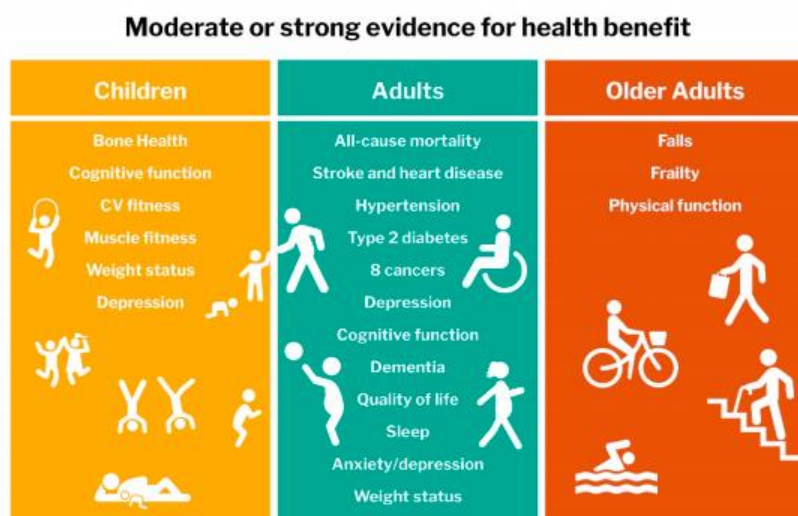 Moderate or strong evidence for health benefit
Children
Bone Health
Cognitive function
CV fitness
Muscle fitness
Weight status
Depression
Adults
All-cause mortality
Stroke and heart disease
Hypertension
Type 2 diabetes
8 cancers
Depression
Cognitive function
Dementia
Quality of life
Sleep
Anxiety/depression
Weight status
Older Adults
Falls
Frailty
Physical function